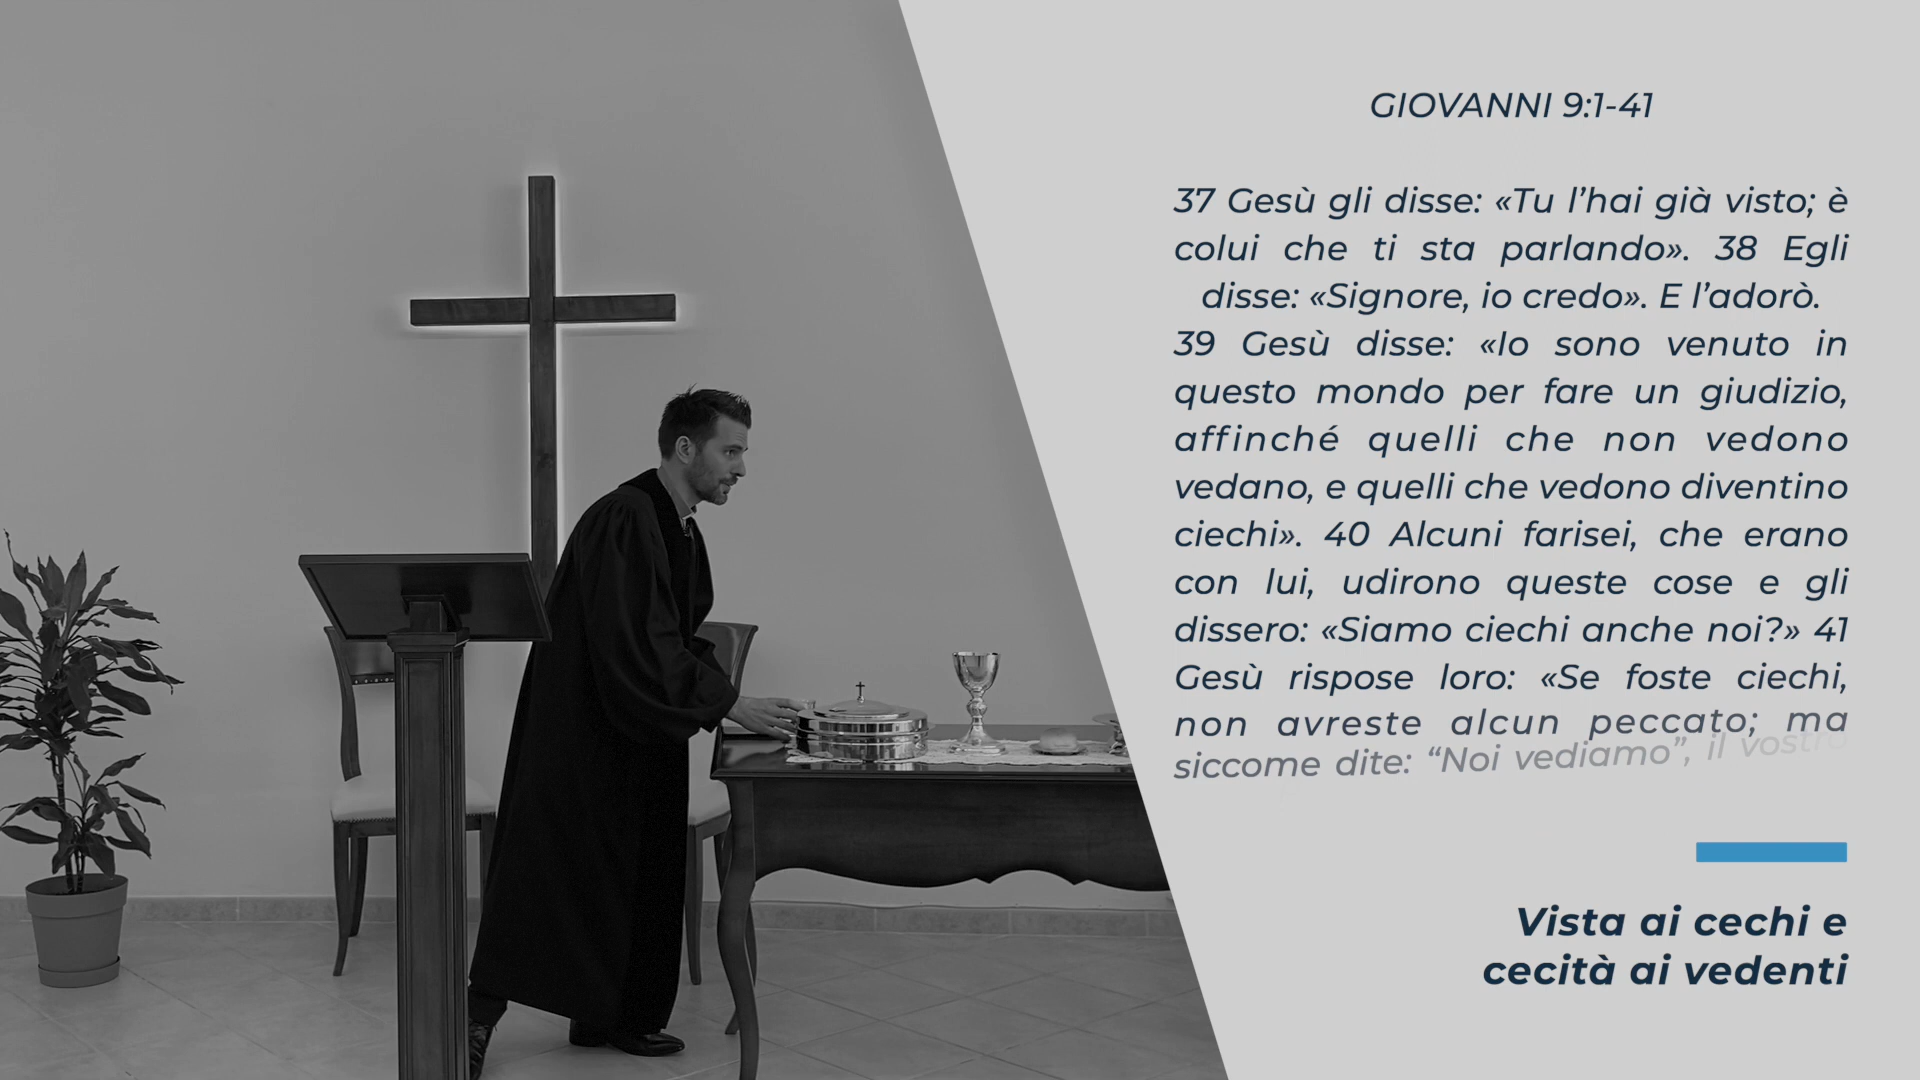 GIOVANNI 9:1-41
37 Gesù gli disse: «Tu l’hai già visto; è
colui che ti sta parlando». 38 Egli
disse: «Signore, io credo». E l’adorò.
39 Gesù disse: «Io sono venuto in
questo mondo per fare un giudizio,
affinché quelli che non vedono
vedano, e quelli che vedono diventino
ciechi». 40 Alcuni farisei, che erano
con lui, udirono queste cose e gli
dissero: «Siamo ciechi anche noi?» 41
Gesù rispose loro: «Se foste ciechi,
non avreste alcun peccato; ma
siccome dite: “Noi vediamo”, il vostro
Vista ai cechi e
cecità ai vedenti